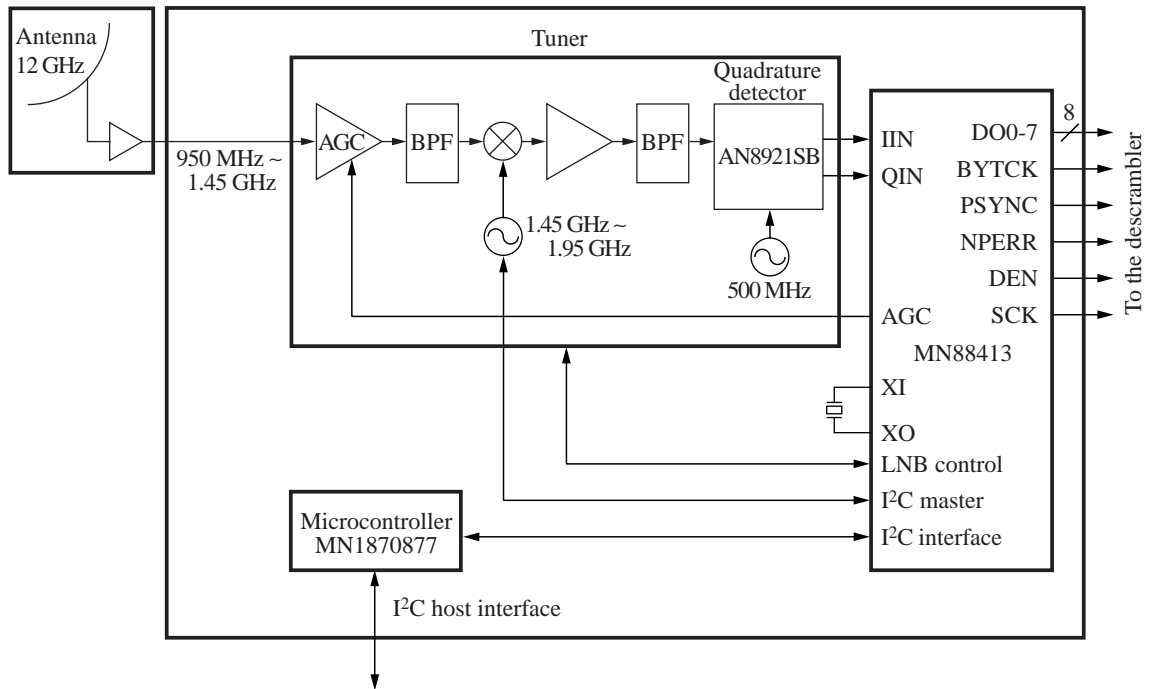 Antenna
12 GHz
Tuner
950 MHz ~
1.45 GHz
AGC
BPF
1.45 GHz ~
1.95 GHz
BPF
Quadrature
detector
AN8921SB
500 MHz
IIN
QIN
AGC
MN88413
XI
XO
LNB control
I²C master
I²C interface
DO0-7
BYTCK
PSYNC
NPERR
DEN
SCK
8
To the descrambler
Microcontroller
MN1870877
I²C host interface